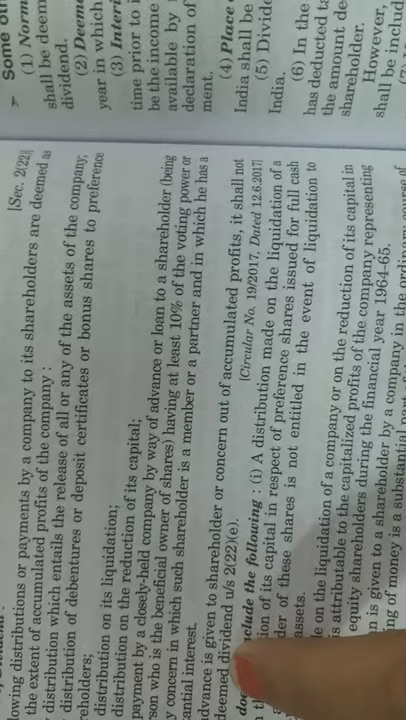 Some
(1) Norm
shall be deem
dividend.
(2) Deeme
year in which
(3) Interi
time prior to i
be the income
available by
declaration of
ment.
(4) Place
India shall be
(5) Divide
India.
(6) In the
has deducted ta
the amount de
shareholder.
However,
shall be includ
[Sec. 2(22)]
lowing distributions or payments by a company to its shareholders are deemed as
the extent of accumulated profits of the company :
distribution which entails the release of all or any of the assets of the company;
distribution of debentures or deposit certificates or bonus shares to preference
reholders;
distribution on its liquidation;
distribution on the reduction of its capital;
payment by a closely-held company by way of advance or loan to a shareholder (being
son who is the beneficial owner of shares) having at least 10% of the voting power or
y concern in which such shareholder is a member or a partner and in which he has a
antial interest.
advance is given to shareholder or concern out of accumulated profits, it shall not
deemed dividend u/s 2(22)(e). [Circular No. 19/2017, Dated 12.6.2017]
clude the following : (i) A distribution made on the liquidation of a
ion of its capital in respect of preference shares issued for full cash
der of these shares is not entitled in the event of liquidation to
assets.
e on the liquidation of a company or on the reduction of its capital in
s attributable to the capitalized profits of the company representing
equity shareholders during the financial year 1964-65.
n is given to a shareholder by a company in the ordinary course of
ing of money is a substantial part of